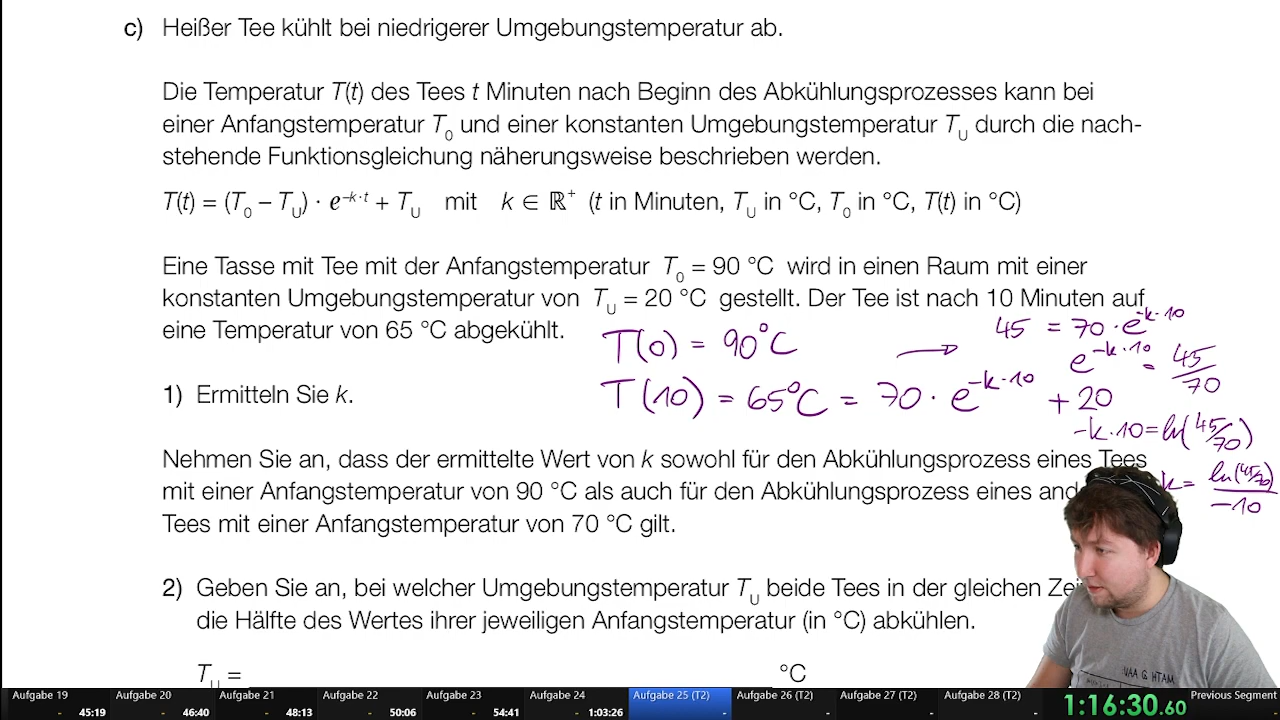 c) Heißer Tee kühlt bei niedrigerer Umgebungstemperatur ab.
Die Temperatur T(t) des Tees t Minuten nach Beginn des Abkühlungsprozesses kann bei
einer Anfangstemperatur T₀ und einer konstanten Umgebungstemperatur T_U durch die nach-
stehende Funktionsgleichung näherungsweise beschrieben werden.
T(t) = (T₀ – T_U) · e^(–k·t) + T_U mit k ∈ ℝ⁺ (t in Minuten, T_U in °C, T₀ in °C, T(t) in °C)
Eine Tasse mit Tee mit der Anfangstemperatur T₀ = 90 °C wird in einen Raum mit einer
konstanten Umgebungstemperatur von T_U = 20 °C gestellt. Der Tee ist nach 10 Minuten auf
eine Temperatur von 65 °C abgekühlt.
T(0) = 90°C → 45 = 70 · e^(-k·10)
e^(-k·10) = 45/70
1) Ermitteln Sie k.
T(10) = 65°C = 70 · e^(-k·10) + 20
-k·10 = ln(45/70)
k = ln(45/70)/-10
Nehmen Sie an, dass der ermittelte Wert von k sowohl für den Abkühlungsprozess eines Tees
mit einer Anfangstemperatur von 90 °C als auch für den Abkühlungsprozess eines and
Tees mit einer Anfangstemperatur von 70 °C gilt.
2) Geben Sie an, bei welcher Umgebungstemperatur T_U beide Tees in der gleichen Ze
die Hälfte des Wertes ihrer jeweiligen Anfangstemperatur (in °C) abkühlen.
T_U = ____ °C
Aufgabe 19 Aufgabe 20 Aufgabe 21 Aufgabe 22 Aufgabe 23 Aufgabe 24 Aufgabe 25 (T2) Aufgabe 26 (T2) Aufgabe 27 (T2) Aufgabe 28 (T2) 1:16:30.60 Previous Segment
- 45:19 - 46:40 - 48:13 - 50:06 - 54:41 - 1:03:26 - - - - -